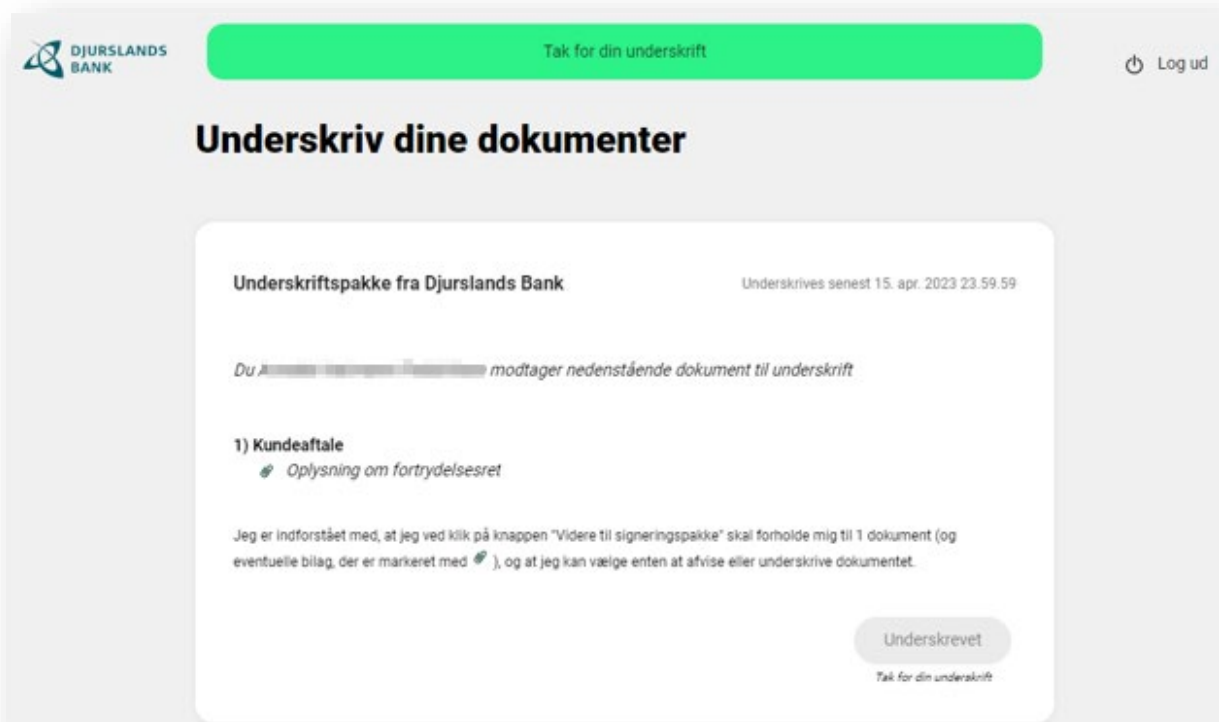 DJURSLANDS
BANK
Tak for din underskrift
Log ud
Underskriv dine dokumenter
Underskriftspakke fra Djurslands Bank
Underskrives senest 15. apr. 2023 23.59.59
Du modtager nedenstående dokument til underskrift
1) Kundeaftale
Oplysning om fortrydelsesret
Jeg er indforstået med, at jeg ved klik på knappen "Videre til signeringspakke" skal forholde mig til 1 dokument (og
eventuelle bilag, der er markeret med ), og at jeg kan vælge enten at afvise eller underskrive dokumentet.
Underskrevet
Tak for din underskrift